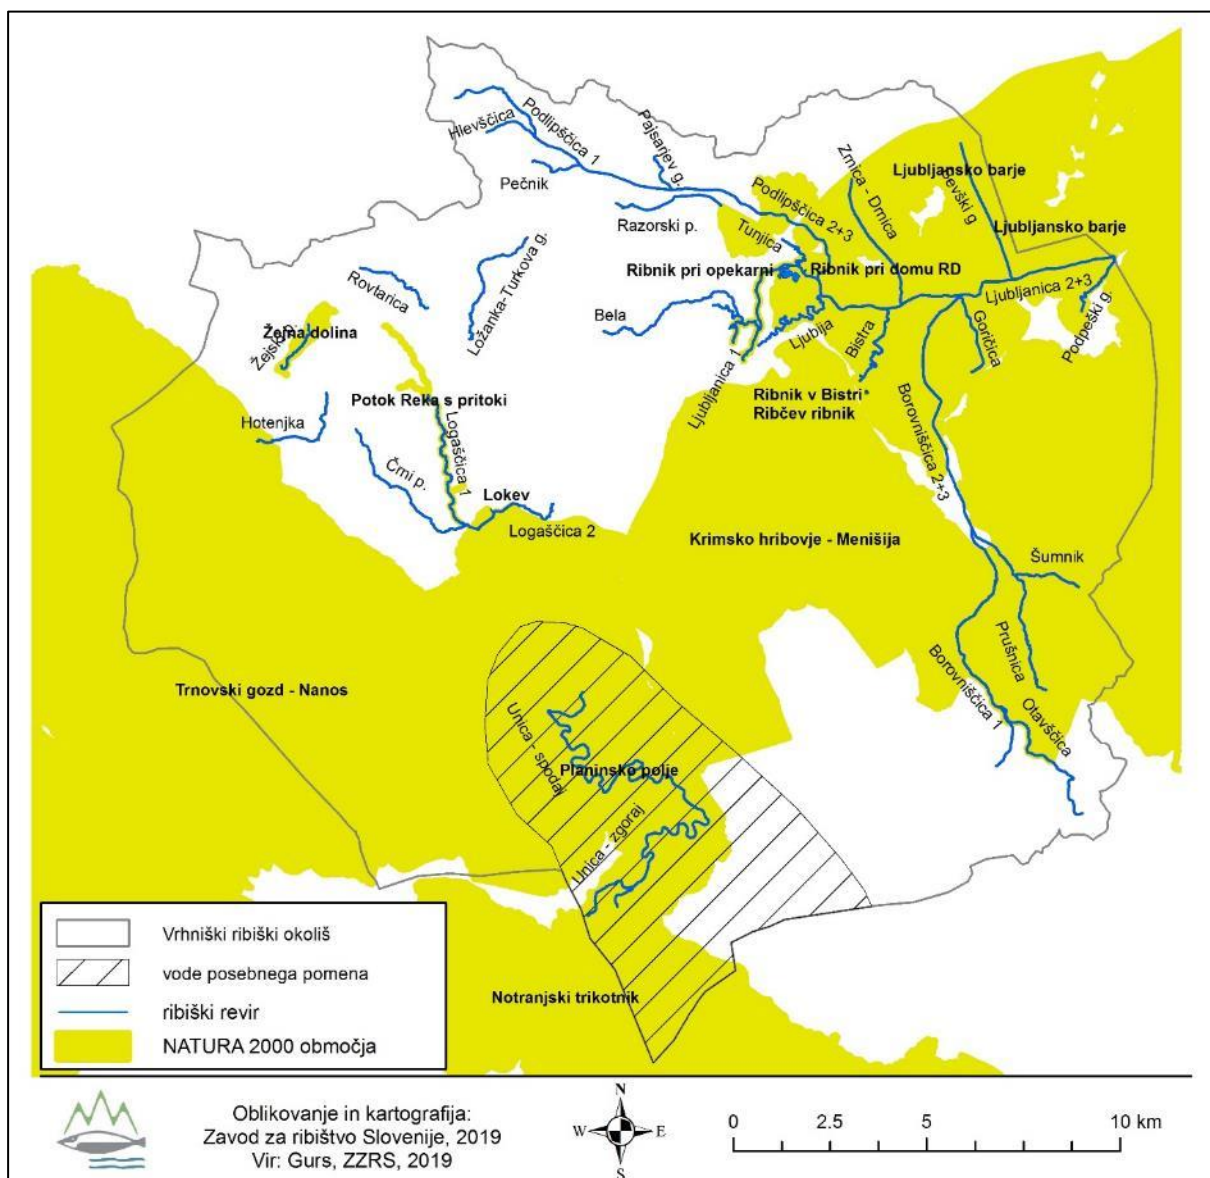 Hlevščica
Podlipščica 1
Pajsarjev g.
Pečnik
Razorski p.
Podlipščica 2+3
Zrnica - Drnica
Ljubljansko barje
Bevški g
Ljubljansko barje
Tunjica
Ribnik pri opekarni
Ribnik pri domu RD
Ljubljanica 2+3
Podpeški g.
Goričica
Rovtarica
Ložanka-Turkova g.
Bela
Ljubija
Bistra
Ljubljanica 1
Žejna dolina
Ribnik v Bistri*
Ribčev ribnik
Borovniščica 2+3
Potok Reka s pritoki
Hotenjka
Logaščica 1
Črni p.
Lokev
Logaščica 2
Krimsko hribovje - Menišija
Šumnik
Prušnica
Borovniščica 1
Otavščica
Trnovski gozd - Nanos
Unica - spodaj
Planinsko polje
Unica - zgoraj
Notranjski trikotnik
Vrhniški ribiški okoliš
vode posebnega pomena
ribiški revir
NATURA 2000 območja
Oblikovanje in kartografija:
Zavod za ribištvo Slovenije, 2019
Vir: Gurs, ZZRS, 2019
N
W E
S
0 2.5 5 10 km